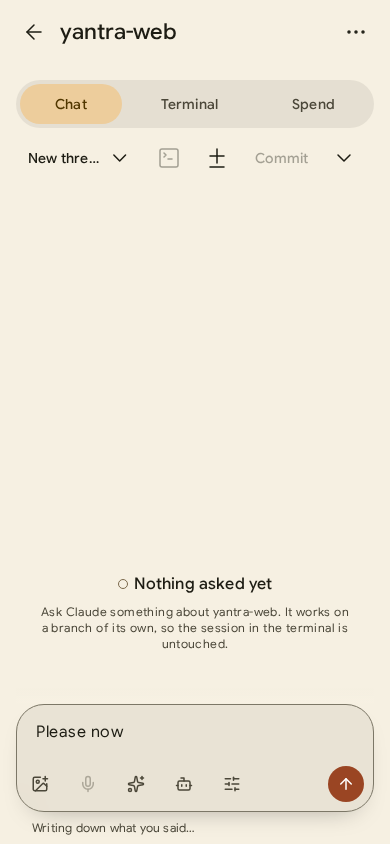 yantra-web
Chat
Terminal
Spend
New thre...
Commit
Nothing asked yet
Ask Claude something about yantra-web. It works on
a branch of its own, so the session in the terminal is
untouched.
Please now
Writing down what you said...